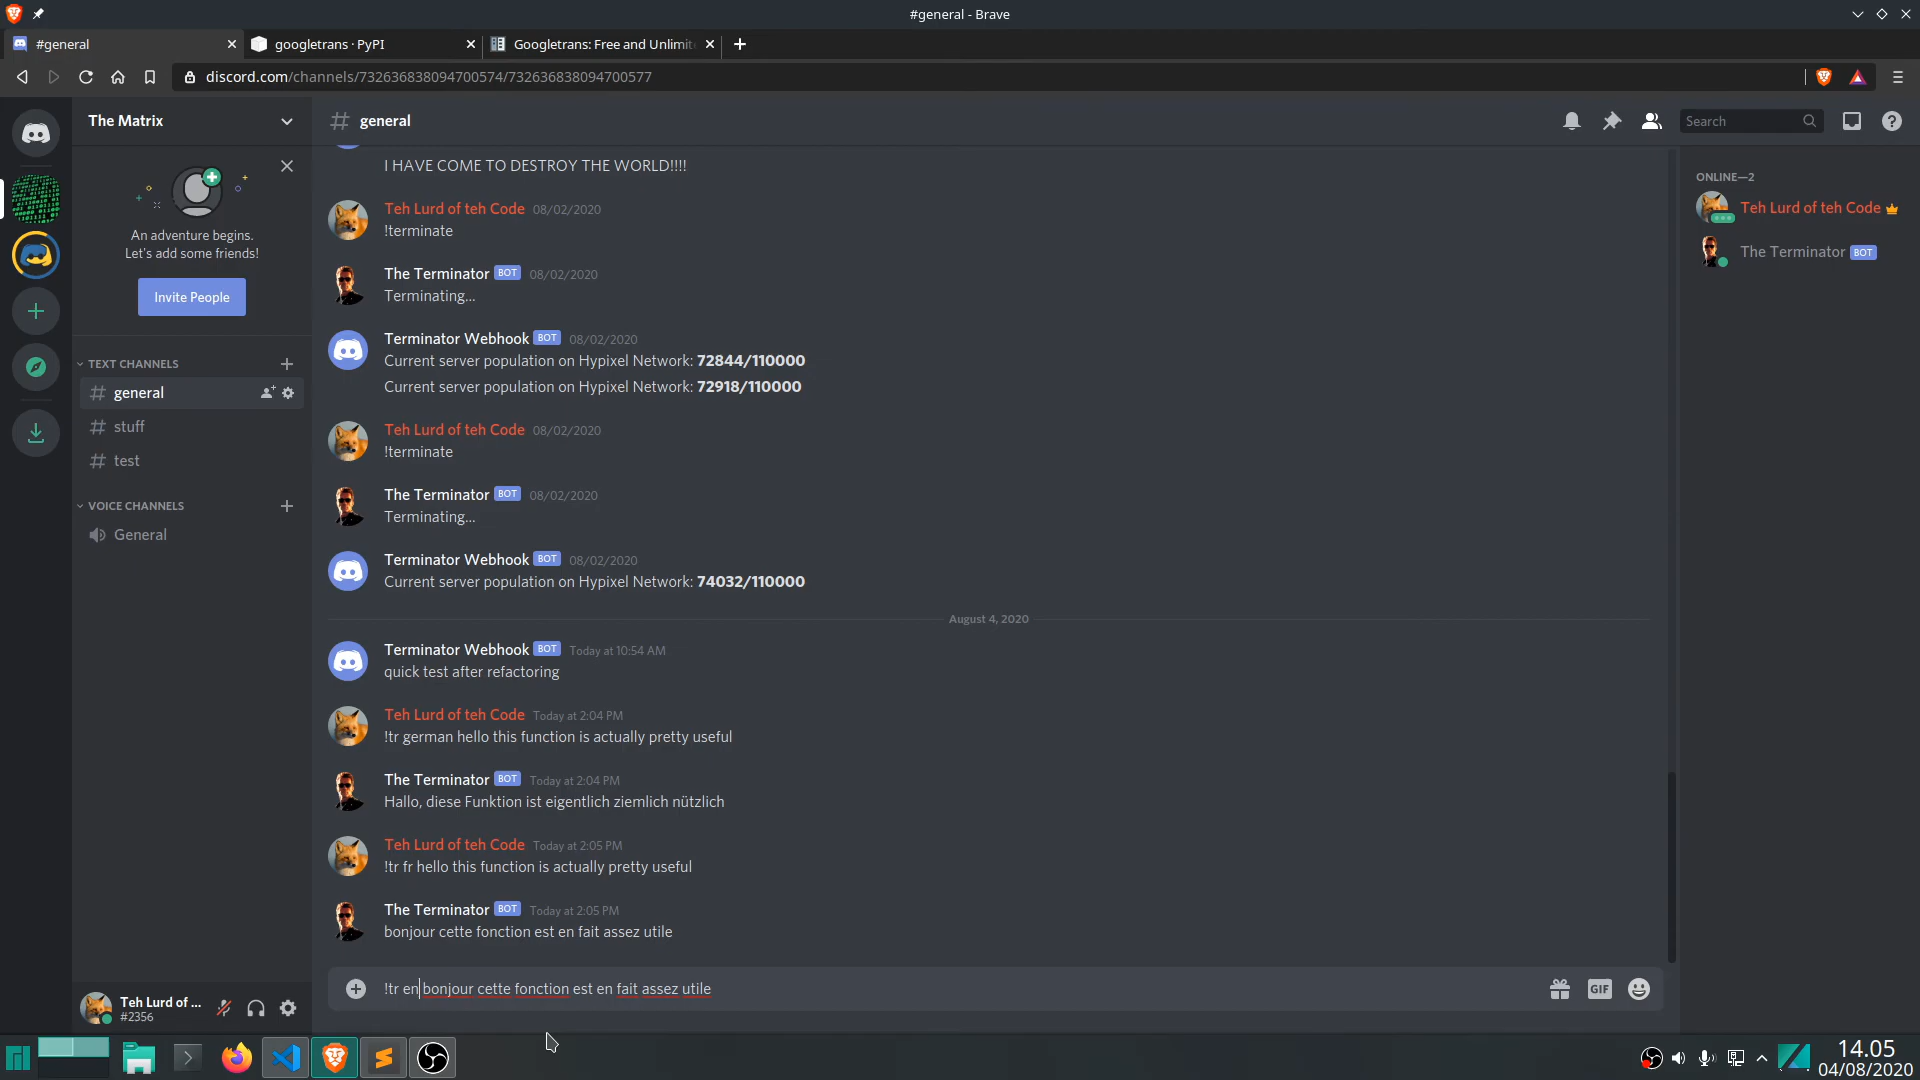 #general - Brave
#general
googletrans · PyPI
Googletrans: Free and Unlimit
discord.com/channels/732636838094700574/732636838094700577
The Matrix
general
Search
An adventure begins.
Let's add some friends!
Invite People
TEXT CHANNELS
general
stuff
test
VOICE CHANNELS
General
I HAVE COME TO DESTROY THE WORLD!!!!
Teh Lurd of teh Code 08/02/2020
!terminate
The Terminator BOT 08/02/2020
Terminating...
Terminator Webhook BOT 08/02/2020
Current server population on Hypixel Network: 72844/110000
Current server population on Hypixel Network: 72918/110000
Teh Lurd of teh Code 08/02/2020
!terminate
The Terminator BOT 08/02/2020
Terminating...
Terminator Webhook BOT 08/02/2020
Current server population on Hypixel Network: 74032/110000
August 4, 2020
Terminator Webhook BOT Today at 10:54 AM
quick test after refactoring
Teh Lurd of teh Code Today at 2:04 PM
!tr german hello this function is actually pretty useful
The Terminator BOT Today at 2:04 PM
Hallo, diese Funktion ist eigentlich ziemlich nützlich
Teh Lurd of teh Code Today at 2:05 PM
!tr fr hello this function is actually pretty useful
The Terminator BOT Today at 2:05 PM
bonjour cette fonction est en fait assez utile
!tr en bonjour cette fonction est en fait assez utile
GIF
ONLINE—2
Teh Lurd of teh Code
The Terminator BOT
Teh Lurd of ...
#2356
14.05
04/08/2020